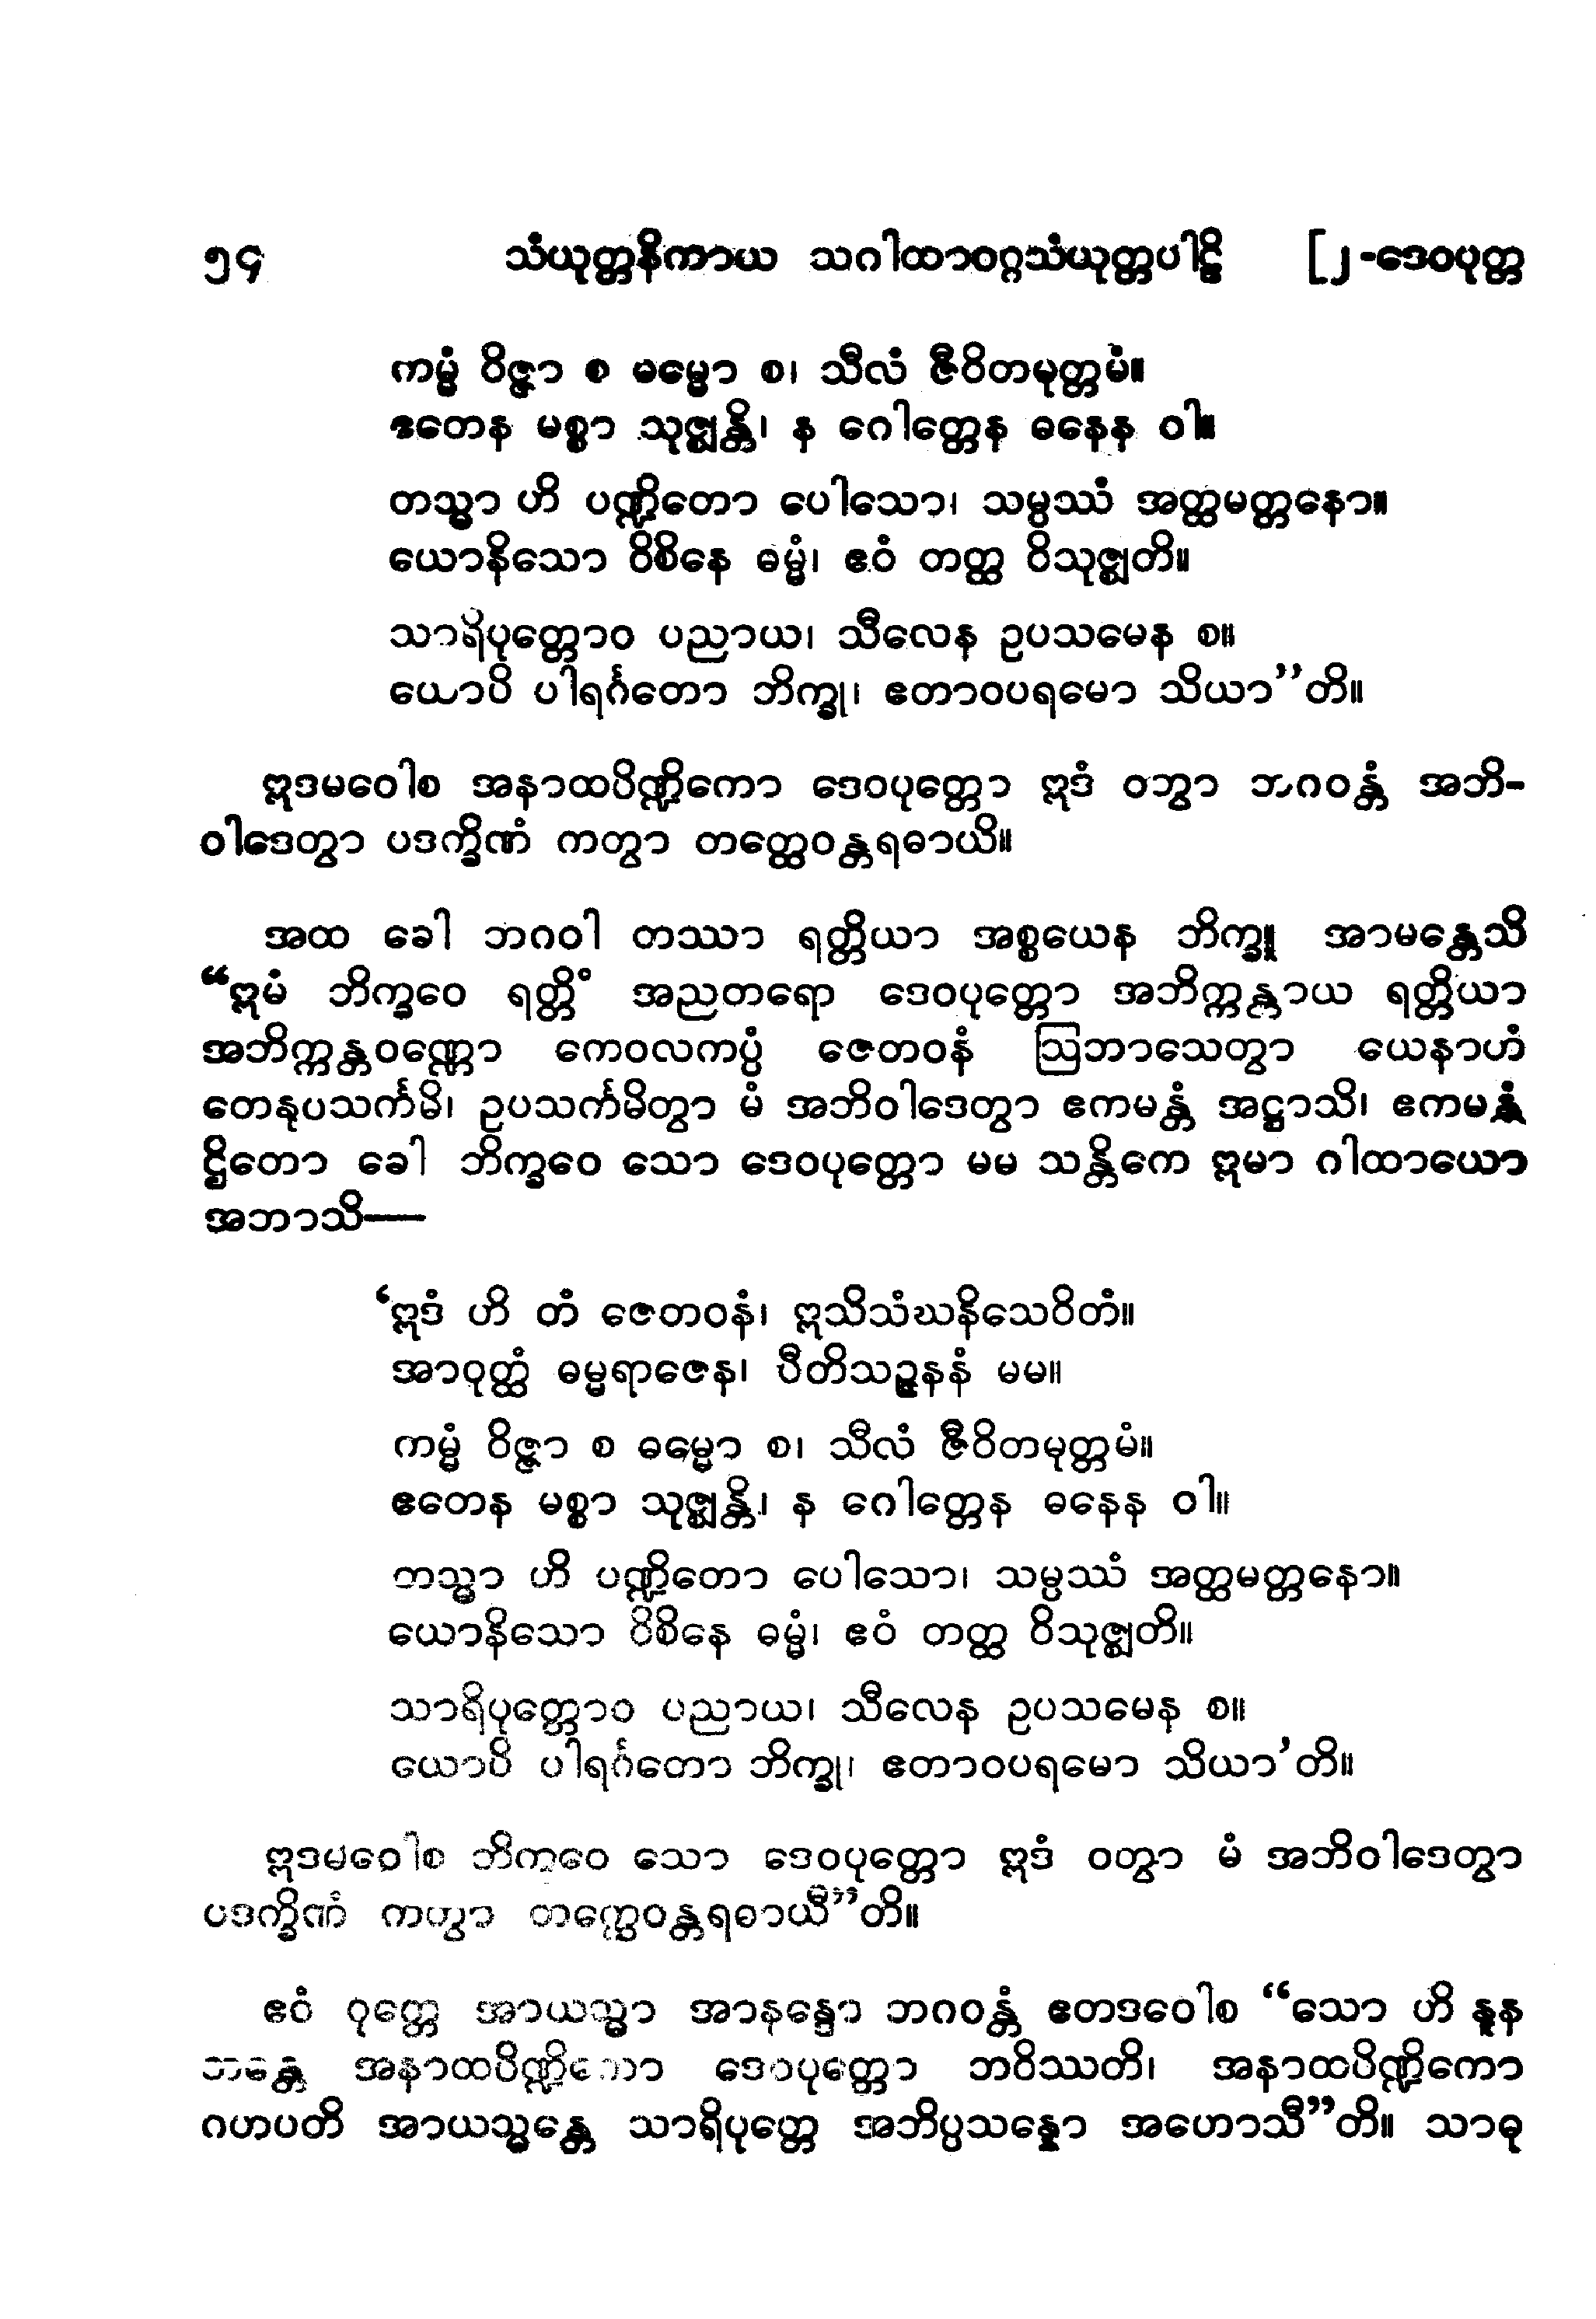 ၅၄ သံယုတ္တနိကာယ သဂါထာဝဂ္ဂသံယုတ္တပါဠိ [၂-ဒေဝပုတ္တ
ကမ္မံ ဝိဇ္ဇာ စ ဓမ္မော စ၊ သီလံ ဇီဝိတမုတ္တမံ။
ဧတေန မစ္စာ သုဇ္ဈန္တိ၊ န ဂေါတ္တေန ဓနေန ဝါ။
တသ္မာ ဟိ ပဏ္ဍိတော ပေါသော၊ သမ္ပဿံ အတ္ထမတ္တနော။
ယောနိသော ဝိစိနေ ဓမ္မံ၊ ဧဝံ တတ္ထ ဝိသုဇ္ဈတိ။
သာရိပုတ္တောဝ ပညာယ၊ သီလေန ဥပသမေန စ။
ယောပိ ပါရင်္ဂတော ဘိက္ခု၊ ဧတာဝပရမော သိယာ”တိ။
ဣဒမဝေါစ အနာထပိဏ္ဍိကော ဒေဝပုတ္တော ဣဒံ ဝတွာ ဘဂဝန္တံ အဘိ-
ဝါဒေတွာ ပဒက္ခိဏံ ကတွာ တတ္ထေဝန္တရဓာယိ။
အထ ခေါ ဘဂဝါ တဿာ ရတ္တိယာ အစ္စယေန ဘိက္ခူ အာမန္တေသိ
“ဣမံ ဘိက္ခဝေ ရတ္တိံ အညတရော ဒေဝပုတ္တော အဘိက္ကန္တာယ ရတ္တိယာ
အဘိက္ကန္တဝဏ္ဏော ကေဝလကပ္ပံ ဇေတဝနံ ဩဘာသေတွာ ယေနာဟံ
တေနုပသင်္ကမိ၊ ဥပသင်္ကမိတွာ မံ အဘိဝါဒေတွာ ဧကမန္တံ အဋ္ဌာသိ၊ ဧကမန္တံ
ဌိတော ခေါ ဘိက္ခဝေ သော ဒေဝပုတ္တော မမ သန္တိကေ ဣမာ ဂါထာယော
အဘာသိ—
‘ဣဒံ ဟိ တံ ဇေတဝနံ၊ ဣသိသံဃနိသေဝိတံ။
အာဝုတ္ထံ ဓမ္မရာဇေန၊ ပီတိသဉ္ဇနနံ မမ။
ကမ္မံ ဝိဇ္ဇာ စ ဓမ္မော စ၊ သီလံ ဇီဝိတမုတ္တမံ။
ဧတေန မစ္စာ သုဇ္ဈန္တိ၊ န ဂေါတ္တေန ဓနေန ဝါ။
တသ္မာ ဟိ ပဏ္ဍိတော ပေါသော၊ သမ္ပဿံ အတ္ထမတ္တနော။
ယောနိသော ဝိစိနေ ဓမ္မံ၊ ဧဝံ တတ္ထ ဝိသုဇ္ဈတိ။
သာရိပုတ္တောဝ ပညာယ၊ သီလေန ဥပသမေန စ။
ယောပိ ပါရင်္ဂတော ဘိက္ခု၊ ဧတာဝပရမော သိယာ’တိ။
ဣဒမဝေါစ ဘိက္ခဝေ သော ဒေဝပုတ္တော ဣဒံ ဝတွာ မံ အဘိဝါဒေတွာ
ပဒက္ခိဏံ ကတွာ တတ္ထေဝန္တရဓာယီ”တိ။
ဧဝံ ဝုတ္တေ အာယသ္မာ အာနန္ဒော ဘဂဝန္တံ ဧတဒဝေါစ “သော ဟိ နူန
ဘန္တေ အနာထပိဏ္ဍိကော ဒေဝပုတ္တော ဘဝိဿတိ၊ အနာထပိဏ္ဍိကော
ဂဟပတိ အာယသ္မန္တေ သာရိပုတ္တေ အဘိပ္ပသန္နော အဟောသီ”တိ။ သာဓု